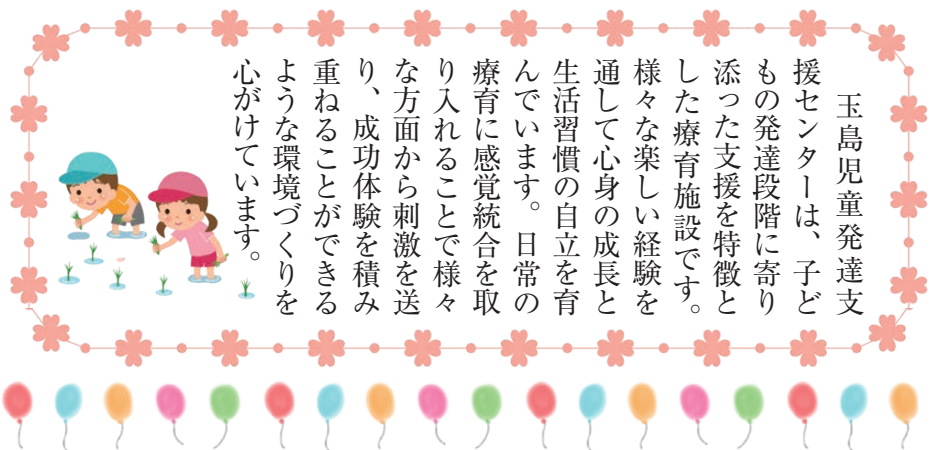 玉島児童発達支
援センターは、子ど
もの発達段階に寄り
添った支援を特徴と
した療育施設です。
様々な楽しい経験を
通して心身の成長と
生活習慣の自立を育
んでいます。日常の
療育に感覚統合を取
り入れることで様々
な方面から刺激を送
り、成功体験を積み
重ねることができる
ような環境づくりを
心がけています。